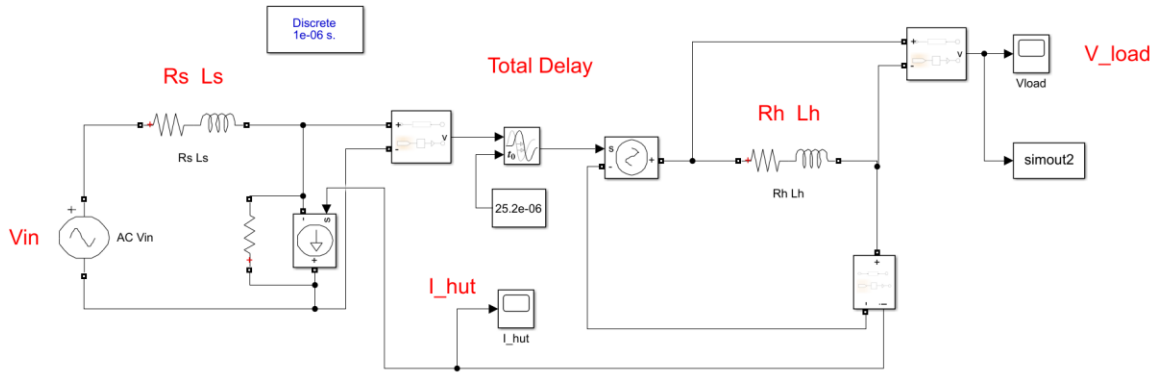 Discrete
1e-06 s.
Rs Ls
Total Delay
V_load
Rh Lh
Vload
+
-
v
Rs Ls
+
-
v
t0
s
-
+
Rh Lh
simout2
25.2e-06
Vin
+
AC Vin
-
s
+
I_hut
I_hut
+
-
i